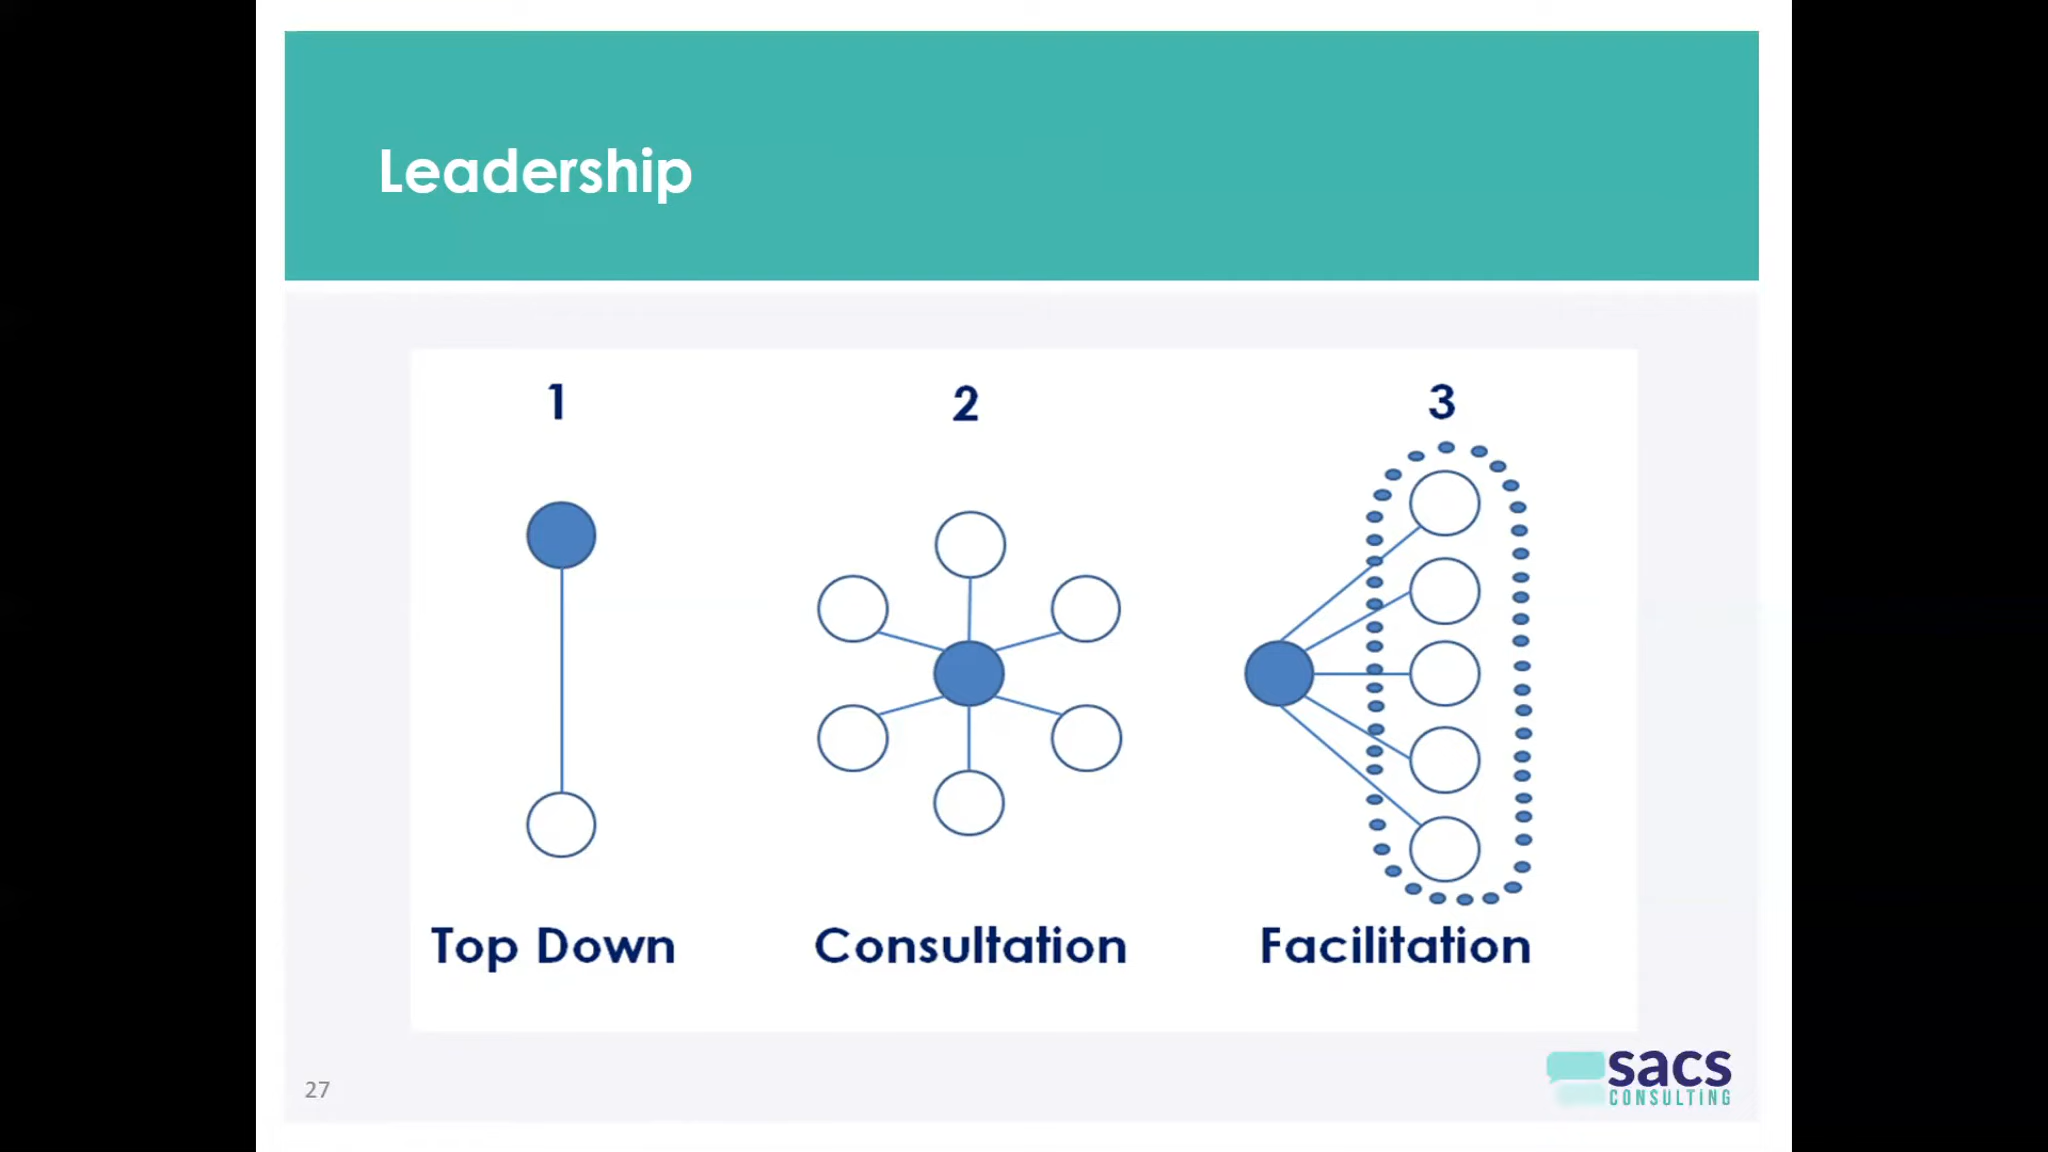 Leadership
1
2
3
Top Down
Consultation
Facilitation
27
sacs
CONSULTING